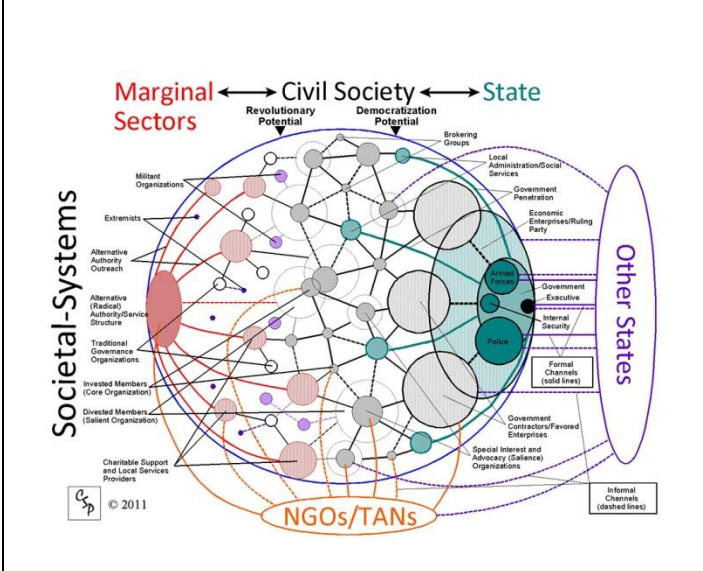 Marginal ↔ Civil Society ↔ State
Sectors
Revolutionary
Potential
Democratization
Potential
Brokering
Groups
Local
Administration/Social
Services
Government
Penetration
Economic
Enterprises/Ruling
Party
Government
Executive
Internal
Security
Armed
Forces
Police
Formal
Channels
(solid lines)
Government
Contractors/Favored
Enterprises
Special Interest and
Advocacy (Salience)
Organizations
Informal
Channels
(dashed lines)
Other States
Societal-Systems
Militant
Organizations
Extremists
Alternative
Authority
Outreach
Alternative
(Radical)
Authority/Service
Structure
Traditional
Governance
Organizations
Invested Members
(Core Organization)
Divested Members
(Salient Organization)
Charitable Support
and Local Services
Providers
CSP © 2011
NGOs/TANs